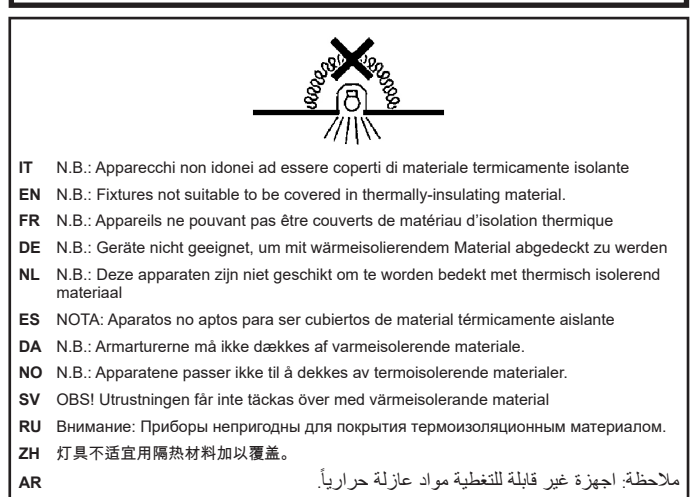 IT N.B.: Apparecchi non idonei ad essere coperti di materiale termicamente isolante
EN N.B.: Fixtures not suitable to be covered in thermally-insulating material.
FR N.B.: Appareils ne pouvant pas être couverts de matériau d’isolation thermique
DE N.B.: Geräte nicht geeignet, um mit wärmeisolierendem Material abgedeckt zu werden
NL N.B.: Deze apparaten zijn niet geschikt om te worden bedekt met thermisch isolerend
materiaal
ES NOTA: Aparatos no aptos para ser cubiertos de material térmicamente aislante
DA N.B.: Armarturerne må ikke dækkes af varmeisolerende materiale.
NO N.B.: Apparatene passer ikke til å dekkes av termoisolerende materialer.
SV OBS! Utrustningen får inte täckas över med värmeisolerande material
RU Внимание: Приборы непригодны для покрытия термоизоляционным материалом.
ZH 灯具不适宜用隔热材料加以覆盖。
AR ملاحظة: اجهزة غير قابلة للتغطية مواد عازلة حرارياً.